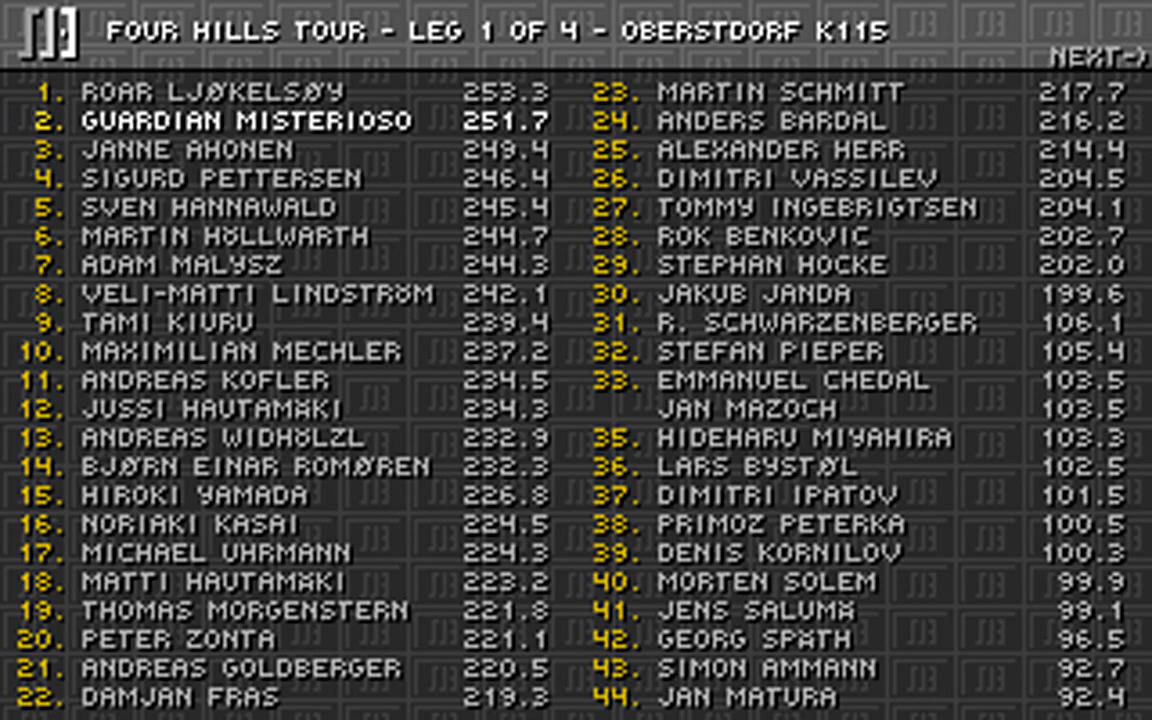 FOUR HILLS TOUR - LEG 1 OF 4 - OBERSTDORF K115
NEXT->
1. ROAR LJØKELSØY 253.3
2. GUARDIAN MISTERIOSO 251.7
3. JANNE AHONEN 249.4
4. SIGURD PETTERSEN 246.4
5. SVEN HANNAWALD 245.4
6. MARTIN HÖLLWARTH 244.7
7. ADAM MALYSZ 244.3
8. VELI-MATTI LINDSTRÖM 242.1
9. TAMI KIURU 239.4
10. MAXIMILIAN MECHLER 237.2
11. ANDREAS KOFLER 234.5
12. JUSSI HAUTAMÄKI 234.3
13. ANDREAS WIDHÖLZL 232.9
14. BJØRN EINAR ROMØREN 232.3
15. HIROKI YAMADA 226.8
16. NORIAKI KASAI 224.5
17. MICHAEL UHRMANN 224.3
18. MATTI HAUTAMÄKI 223.2
19. THOMAS MORGENSTERN 221.8
20. PETER ZONTA 221.1
21. ANDREAS GOLDBERGER 220.5
22. DAMJAN FRAS 219.3
23. MARTIN SCHMITT 217.7
24. ANDERS BARDAL 216.2
25. ALEXANDER HERR 214.4
26. DIMITRI VASSILEV 204.5
27. TOMMY INGEBRIGTSEN 204.1
28. ROK BENKOVIC 202.7
29. STEPHAN HOCKE 202.0
30. JAKUB JANDA 199.6
31. R. SCHWARZENBERGER 106.1
32. STEFAN PIEPER 105.4
33. EMMANUEL CHEDAL 103.5
JAN MAZOCH 103.5
35. HIDEHARU MIYAHIRA 103.3
36. LARS BYSTØL 102.5
37. DIMITRI IPATOV 101.5
38. PRIMOZ PETERKA 100.5
39. DENIS KORNILOV 100.3
40. MORTEN SOLEM 99.9
41. JENS SALUMÄ 99.1
42. GEORG SPÄTH 96.5
43. SIMON AMMANN 92.7
44. JAN MATURA 92.4